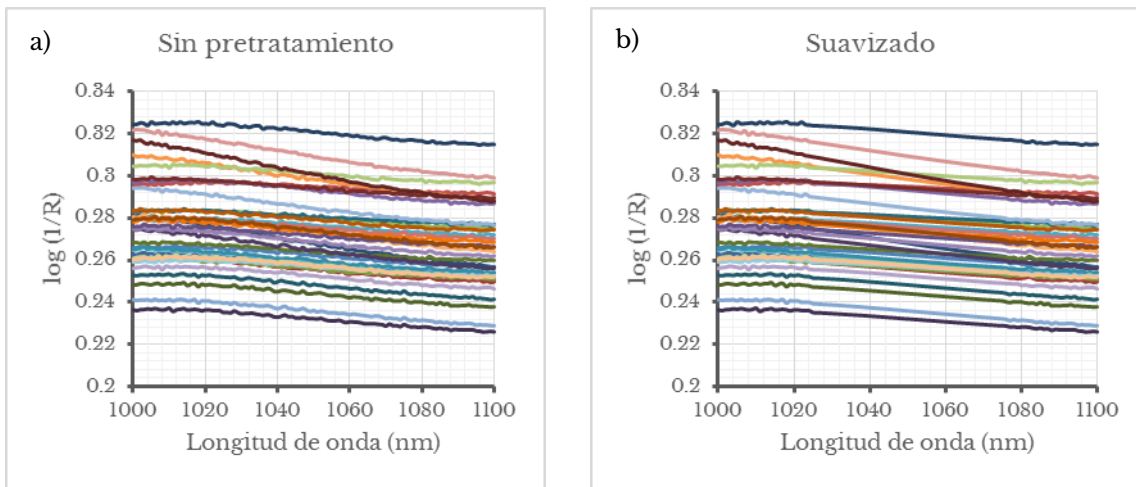 a)
Sin pretratamiento
log (1/R)
0.34
0.32
0.3
0.28
0.26
0.24
0.22
0.2
1000 1020 1040 1060 1080 1100
Longitud de onda (nm)
b)
Suavizado
log (1/R)
0.34
0.32
0.3
0.28
0.26
0.24
0.22
0.2
1000 1020 1040 1060 1080 1100
Longitud de onda (nm)